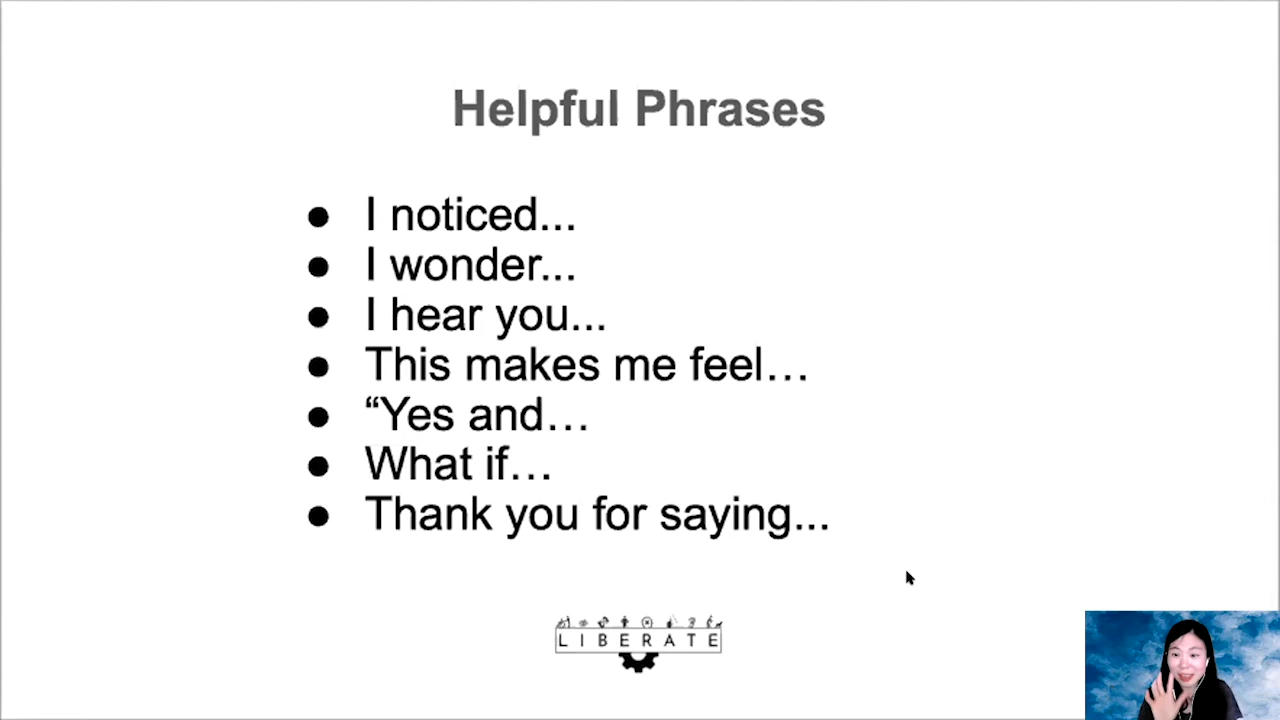 Helpful Phrases
● I noticed...
● I wonder...
● I hear you...
● This makes me feel…
● “Yes and…
● What if…
● Thank you for saying...
LIBERATE